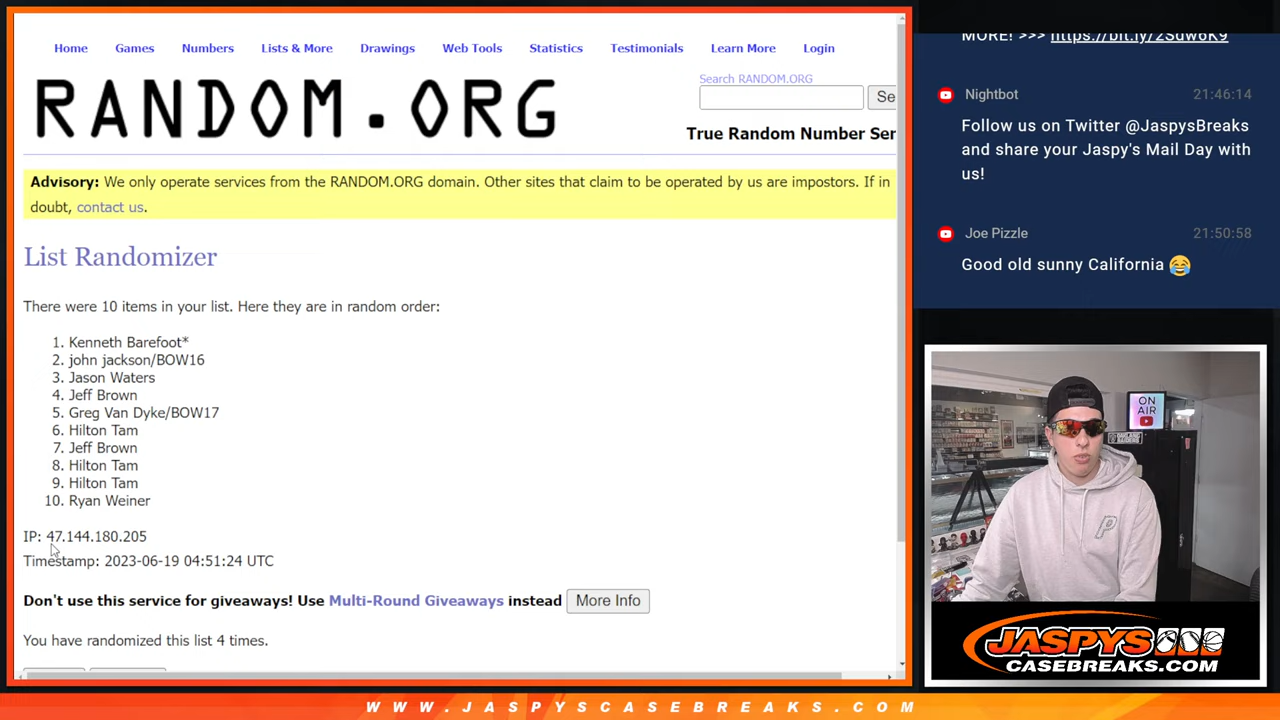 Home Games Numbers Lists & More Drawings Web Tools Statistics Testimonials Learn More Login
RANDOM.ORG
Search RANDOM.ORG
Se
True Random Number Ser
Advisory: We only operate services from the RANDOM.ORG domain. Other sites that claim to be operated by us are impostors. If in
doubt, contact us.
List Randomizer
There were 10 items in your list. Here they are in random order:
1. Kenneth Barefoot*
2. john jackson/BOW16
3. Jason Waters
4. Jeff Brown
5. Greg Van Dyke/BOW17
6. Hilton Tam
7. Jeff Brown
8. Hilton Tam
9. Hilton Tam
10. Ryan Weiner
IP: 47.144.180.205
Timestamp: 2023-06-19 04:51:24 UTC
Don't use this service for giveaways! Use Multi-Round Giveaways instead More Info
You have randomized this list 4 times.
MORE! >>> https://bit.ly/2Sdw6K9
Nightbot 21:46:14
Follow us on Twitter @JaspysBreaks
and share your Jaspy's Mail Day with
us!
Joe Pizzle 21:50:58
Good old sunny California 😂
ON
AIR
P
JASPYS
CASEBREAKS.COM
WWW.JASPYSCASEBREAKS.COM